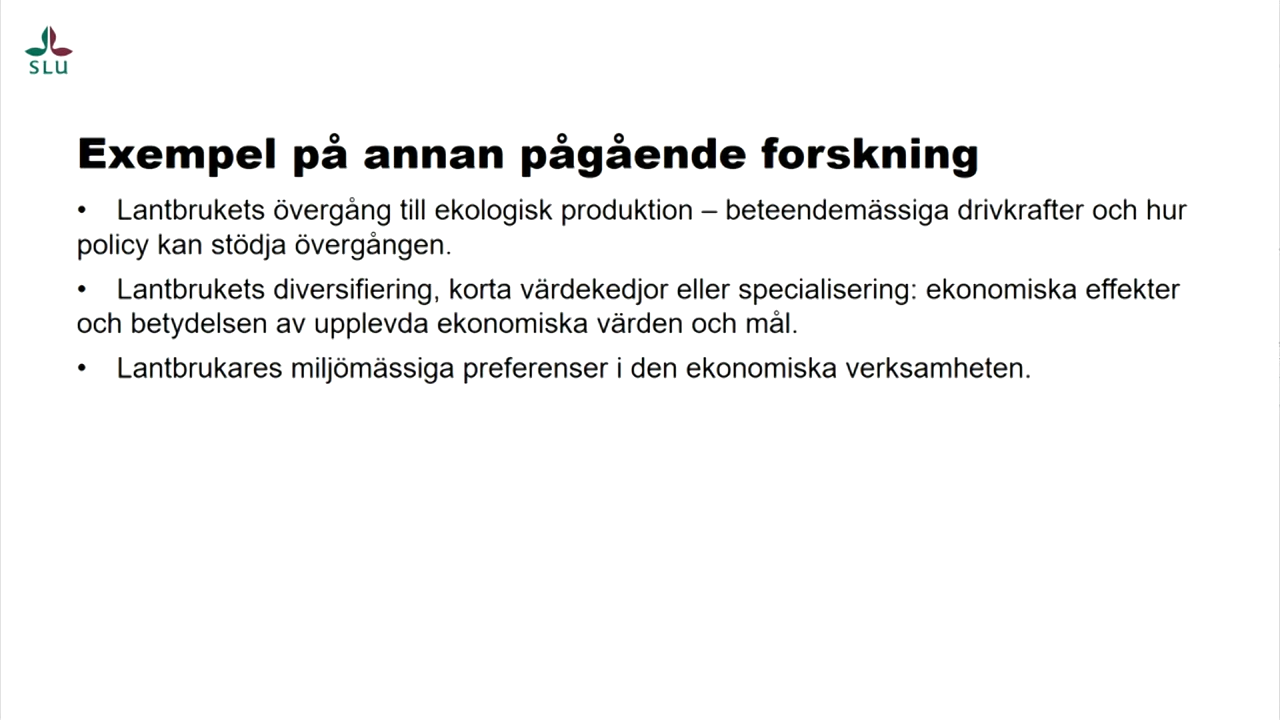 SLU
Exempel på annan pågående forskning
• Lantbrukets övergång till ekologisk produktion – beteendemässiga drivkrafter och hur
policy kan stödja övergången.
• Lantbrukets diversifiering, korta värdekedjor eller specialisering: ekonomiska effekter
och betydelsen av upplevda ekonomiska värden och mål.
• Lantbrukares miljömässiga preferenser i den ekonomiska verksamheten.